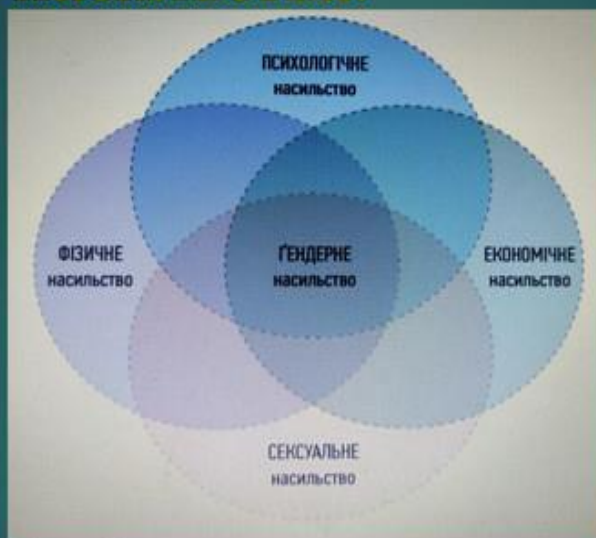 ПСИХОЛОГІЧНЕ
насильство
ФІЗИЧНЕ
насильство
ҐЕНДЕРНЕ
насильство
ЕКОНОМІЧНЕ
насильство
СЕКСУАЛЬНЕ
насильство